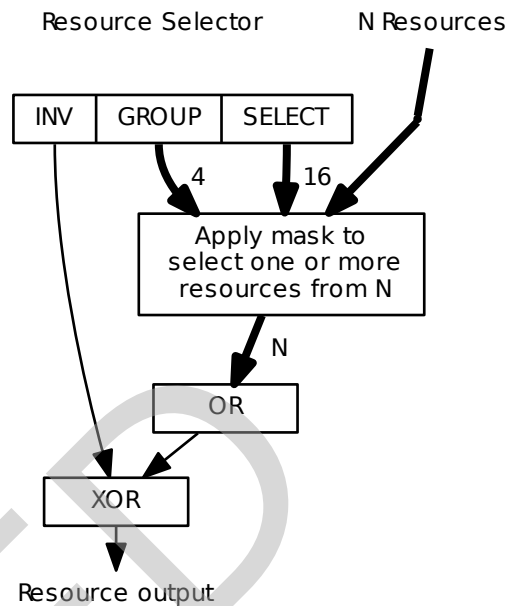 Resource Selector
N Resources
INV GROUP SELECT
4
16
Apply mask to
select one or more
resources from N
N
OR
XOR
Resource output